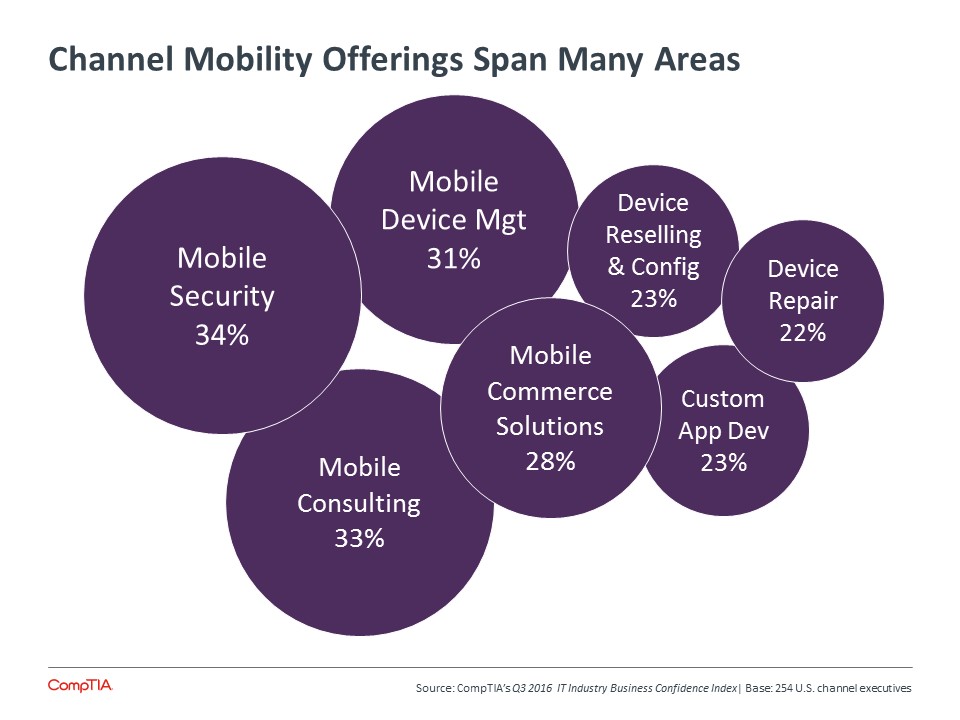 Channel Mobility Offerings Span Many Areas
Mobile
Device Mgt
31%
Mobile
Security
34%
Device
Reselling
& Config
23%
Device
Repair
22%
Mobile
Commerce
Solutions
28%
Custom
App Dev
23%
Mobile
Consulting
33%
CompTIA.
Source: CompTIA's Q3 2016 IT Industry Business Confidence Index| Base: 254 U.S. channel executives